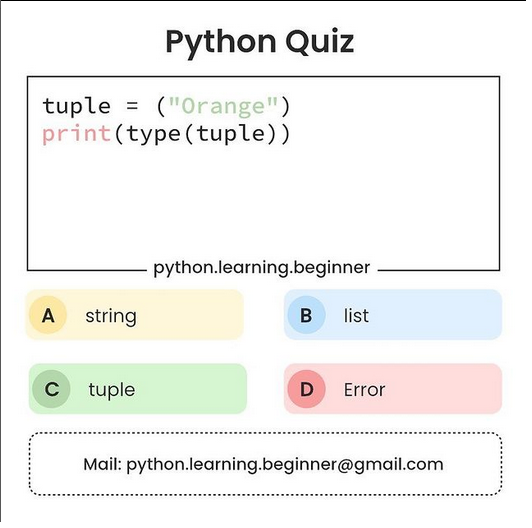 Python Quiz
tuple = ("Orange")
print(type(tuple))
python.learning.beginner
A string
B list
C tuple
D Error
Mail: python.learning.beginner@gmail.com